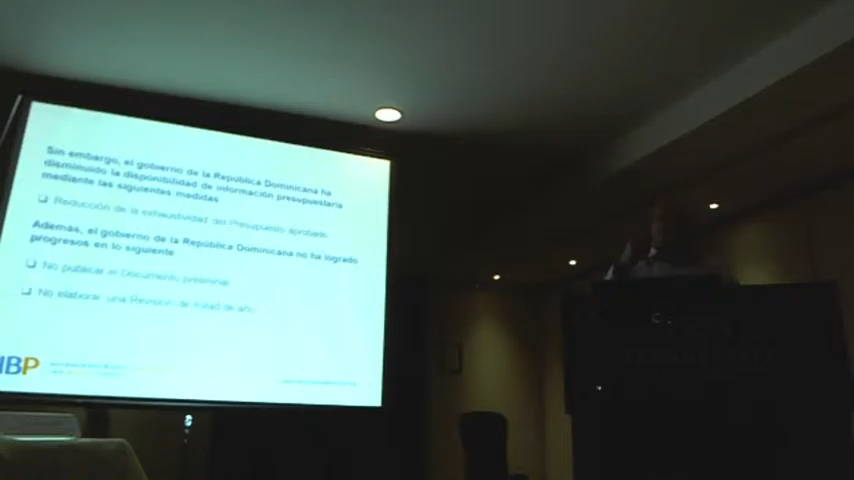 Sin embargo, el gobierno de la República Dominicana ha
disminuido la disponibilidad de información presupuestaria
mediante las siguientes medidas
Reducción de la exhaustividad del Presupuesto aprobado
Además, el gobierno de la República Dominicana no ha logrado
progresos en lo siguiente
No publicar el Documento preliminar
No elaborar una Revisión de mitad de año
IBP